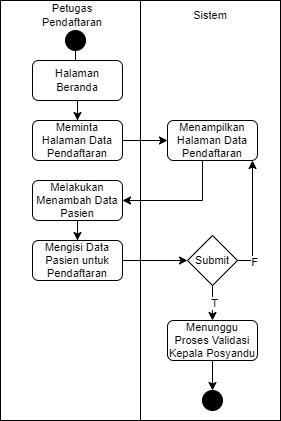 Petugas
Pendaftaran
Sistem
Halaman
Beranda
Meminta
Halaman Data
Pendaftaran
Menampilkan
Halaman Data
Pendaftaran
Melakukan
Menambah Data
Pasien
Mengisi Data
Pasien untuk
Pendaftaran
Submit
F
T
Menunggu
Proses Validasi
Kepala Posyandu